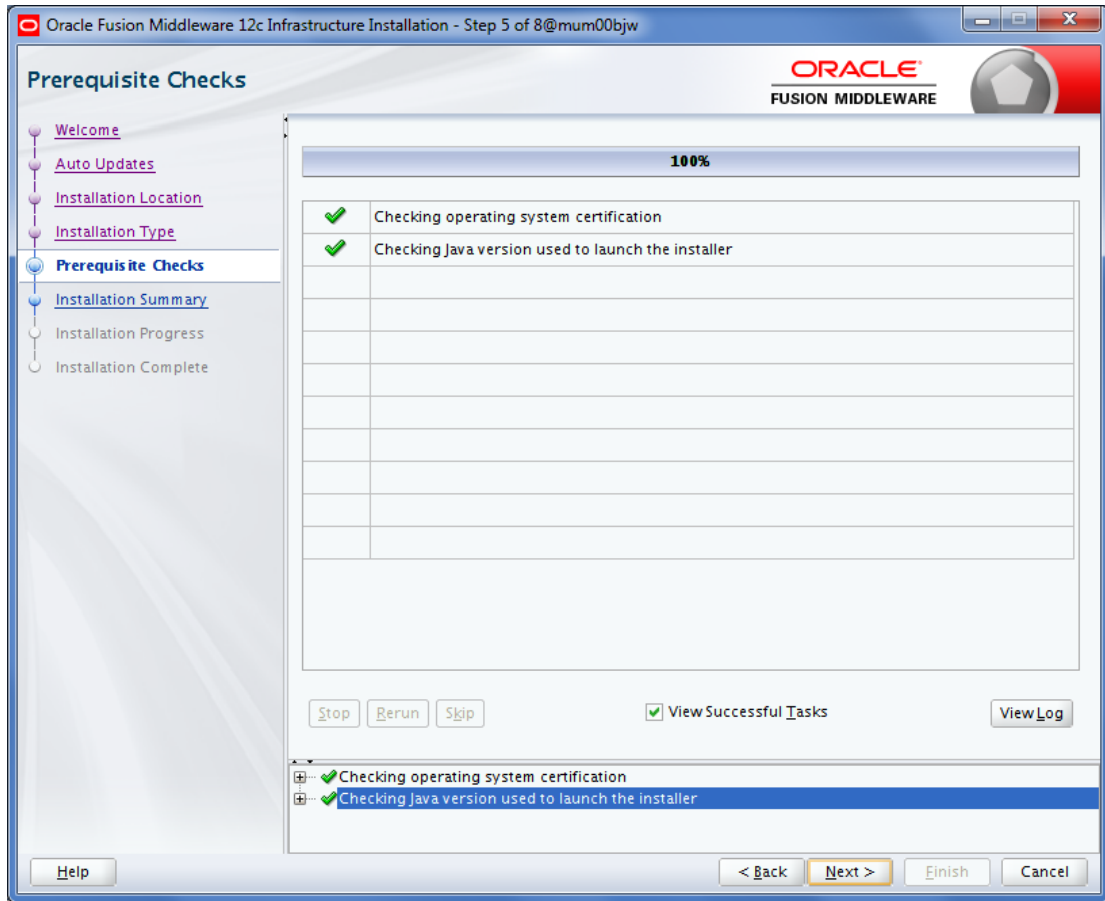 Oracle Fusion Middleware 12c Infrastructure Installation - Step 5 of 8@mum00bjw
Prerequisite Checks
ORACLE
FUSION MIDDLEWARE
Welcome
Auto Updates
Installation Location
Installation Type
Prerequisite Checks
Installation Summary
Installation Progress
Installation Complete
100%
Checking operating system certification
Checking Java version used to launch the installer
Stop Rerun Skip View Successful Tasks View Log
Checking operating system certification
Checking Java version used to launch the installer
Help < Back Next > Finish Cancel